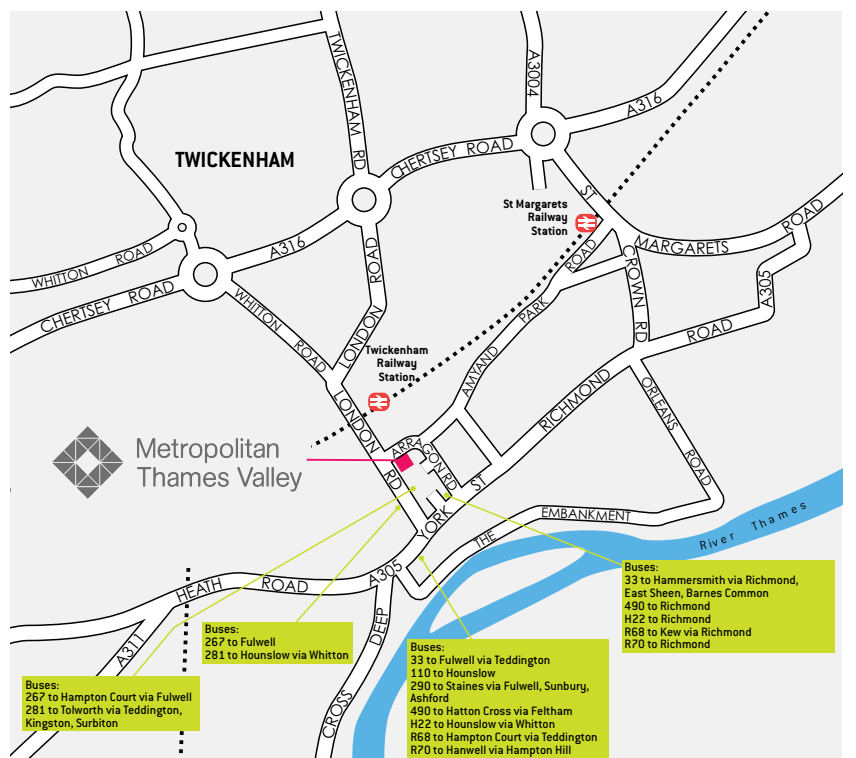 TWICKENHAM RD
A3004
A316
CHERTSEY ROAD
TWICKENHAM
ST
MARGARETS
ROAD
St Margarets
Railway
Station
A316
WHITTON ROAD
CHERTSEY ROAD
WHITTON ROAD
LONDON ROAD
ROAD
PARK
AMYAND
CROWN RD
A305
ROAD
RICHMOND
Twickenham
Railway
Station
LONDON
RD
ARRAGON RD
ORLEANS
ROAD
Metropolitan
Thames Valley
YORK ST
THE EMBANKMENT
River Thames
HEATH ROAD
A305
A311
CROSS DEEP
Buses:
33 to Hammersmith via Richmond,
East Sheen, Barnes Common
490 to Richmond
H22 to Richmond
R68 to Kew via Richmond
R70 to Richmond
Buses:
267 to Fulwell
281 to Hounslow via Whitton
Buses:
33 to Fulwell via Teddington
110 to Hounslow
290 to Staines via Fulwell, Sunbury,
Ashford
490 to Hatton Cross via Feltham
H22 to Hounslow via Whitton
R68 to Hampton Court via Teddington
R70 to Hanwell via Hampton Hill
Buses:
267 to Hampton Court via Fulwell
281 to Tolworth via Teddington,
Kingston, Surbiton